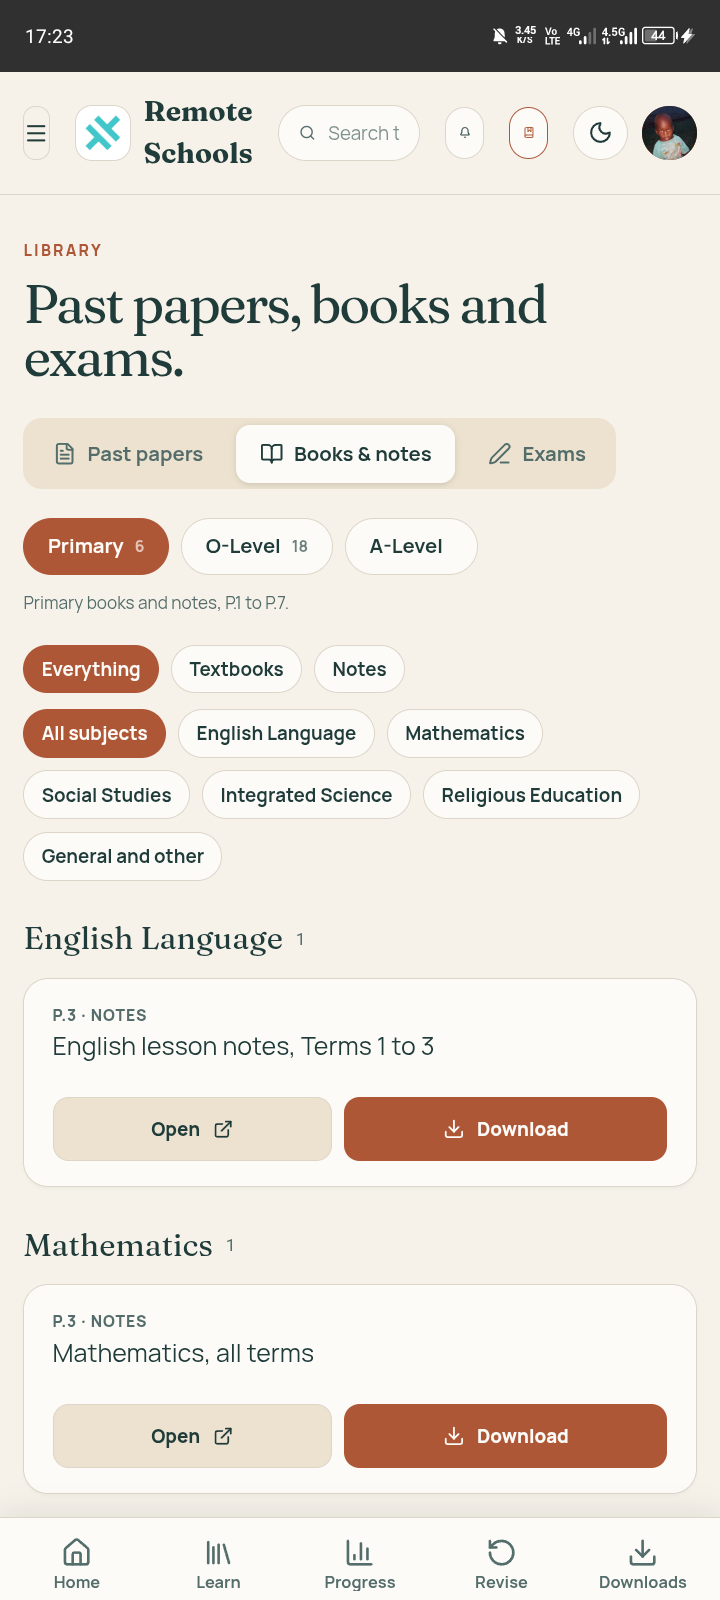 17:23
3.45 K/S
Vo LTE
4G
4.5G
44
Remote
Schools
Search t
LIBRARY
Past papers, books and
exams.
Past papers
Books & notes
Exams
Primary 6
O-Level 18
A-Level
Primary books and notes, P.1 to P.7.
Everything
Textbooks
Notes
All subjects
English Language
Mathematics
Social Studies
Integrated Science
Religious Education
General and other
English Language 1
P.3 · NOTES
English lesson notes, Terms 1 to 3
Open
Download
Mathematics 1
P.3 · NOTES
Mathematics, all terms
Open
Download
Home
Learn
Progress
Revise
Downloads